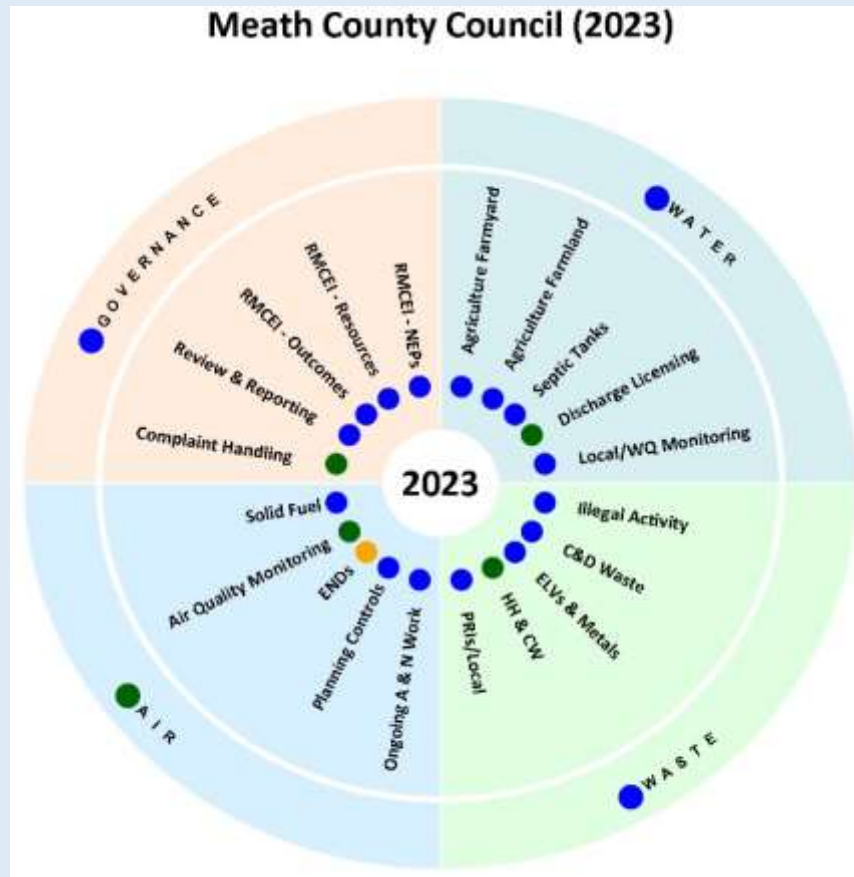 Meath County Council (2023)
GOVERNANCE
RMCEI - NEPs
RMCEI - Resources
RMCEI - Outcomes
Review & Reporting
Complaint Handling
WATER
Agriculture Farmyard
Agriculture Farmland
Septic Tanks
Discharge Licensing
Local/WQ Monitoring
2023
AIR
Solid Fuel
Air Quality Monitoring
ENDs
Planning Controls
Ongoing A & N Work
WASTE
Illegal Activity
C&D Waste
ELVs & Metals
HH & CW
PRIs/Local